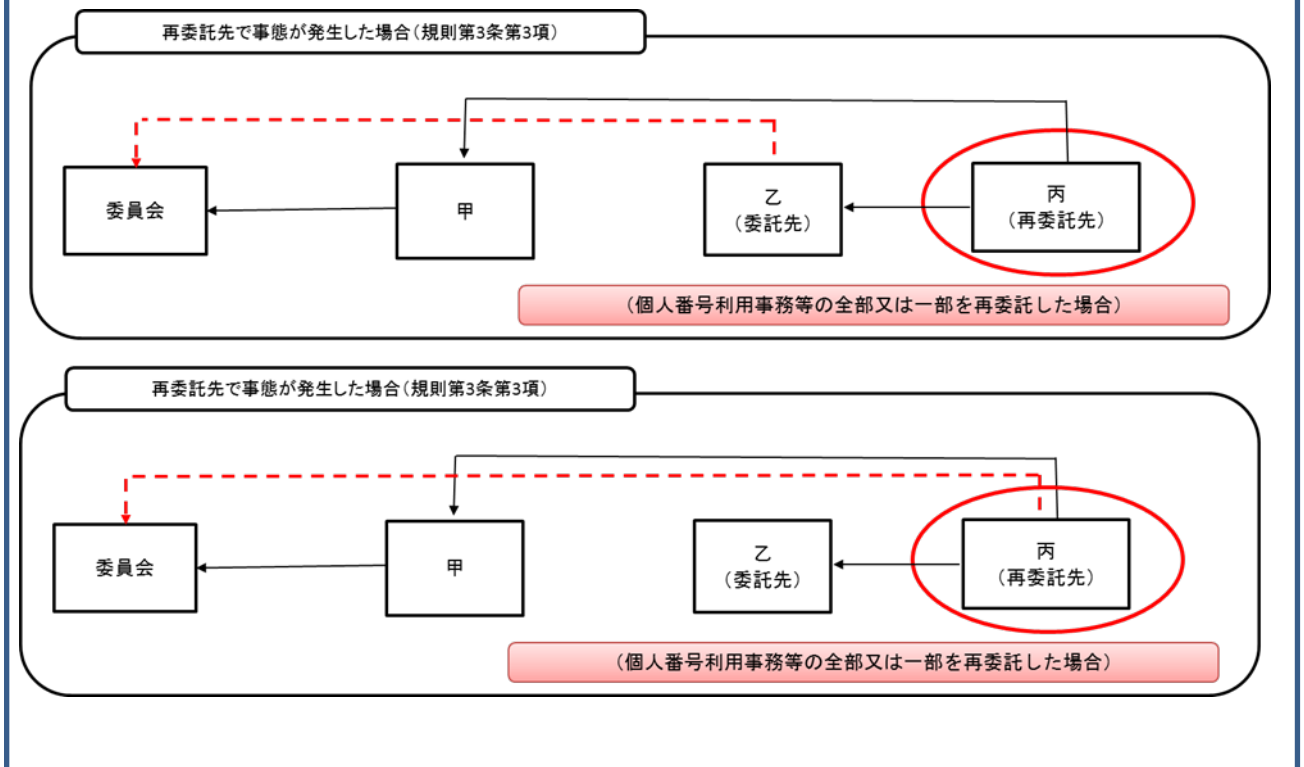 再委託先で事態が発生した場合(規則第3条第3項)
委員会
甲
乙
(委託先)
丙
(再委託先)
(個人番号利用事務等の全部又は一部を再委託した場合)
再委託先で事態が発生した場合(規則第3条第3項)
委員会
甲
乙
(委託先)
丙
(再委託先)
(個人番号利用事務等の全部又は一部を再委託した場合)